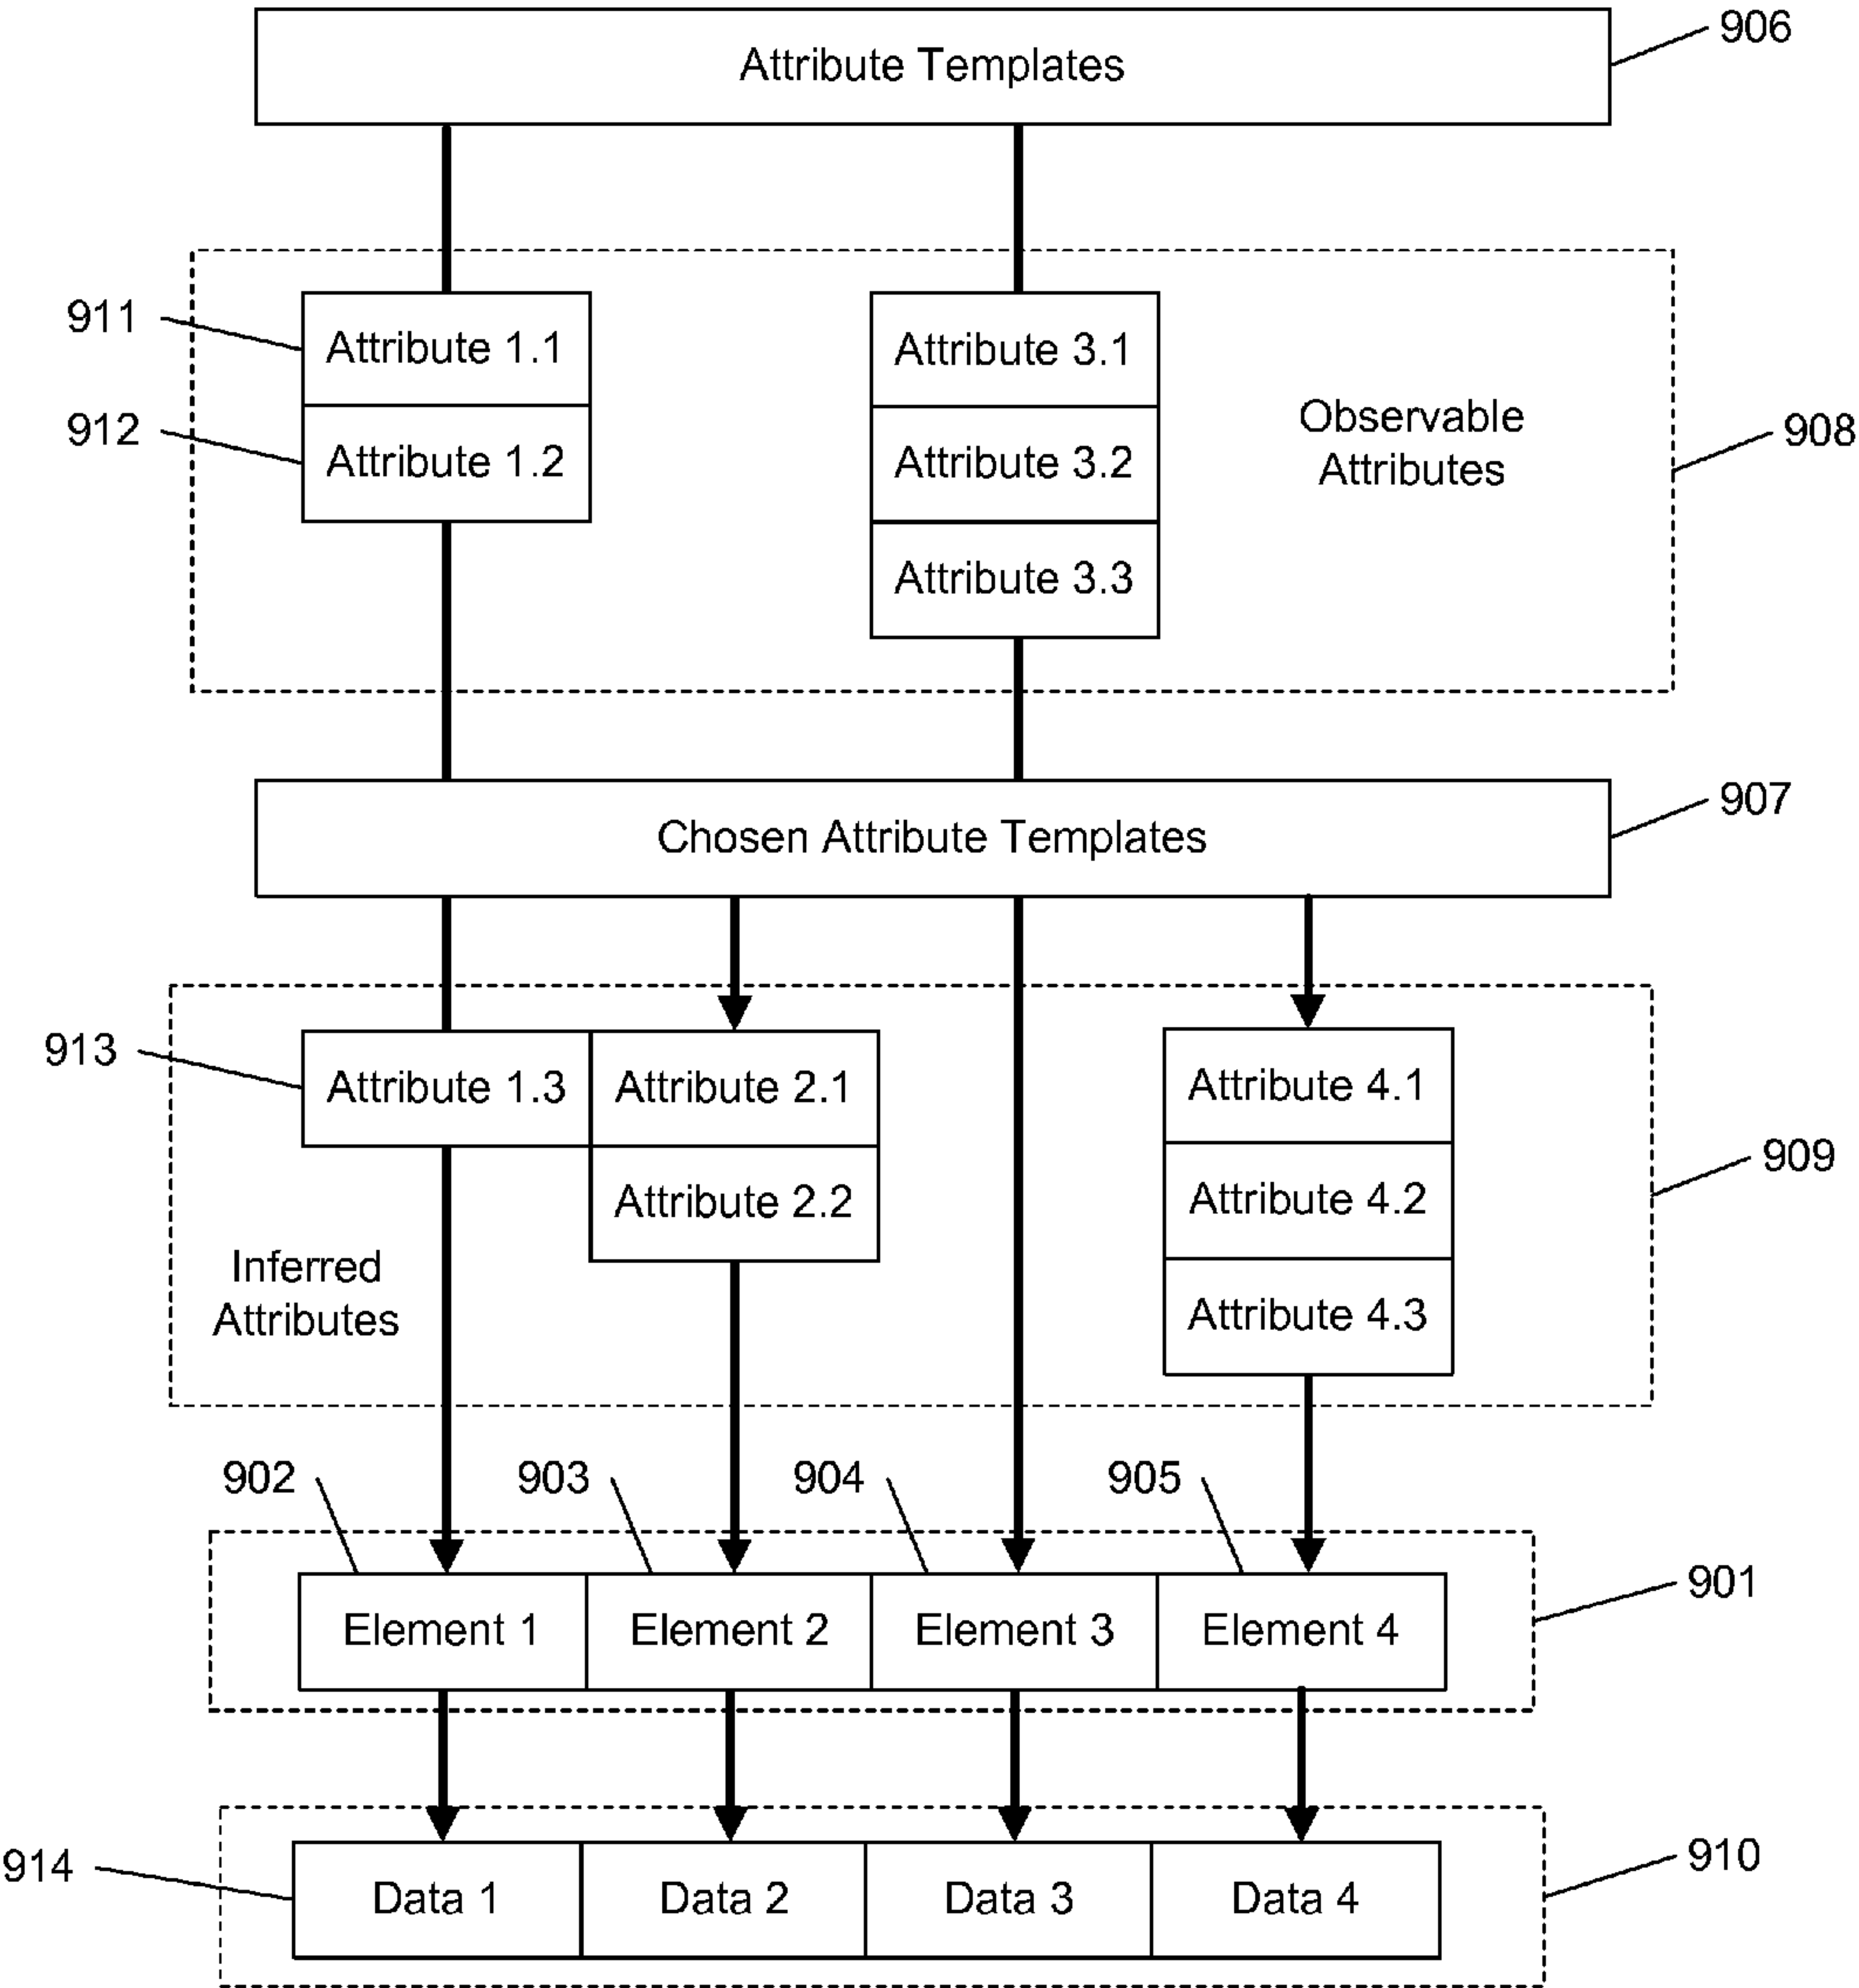 Attribute Templates
906
911
Attribute 1.1
Attribute 3.1
912
Attribute 1.2
Attribute 3.2
Attribute 3.3
Observable
Attributes
908
Chosen Attribute Templates
907
913
Attribute 1.3
Attribute 2.1
Attribute 2.2
Attribute 4.1
Attribute 4.2
Attribute 4.3
909
Inferred
Attributes
902
903
904
905
Element 1
Element 2
Element 3
Element 4
901
914
Data 1
Data 2
Data 3
Data 4
910